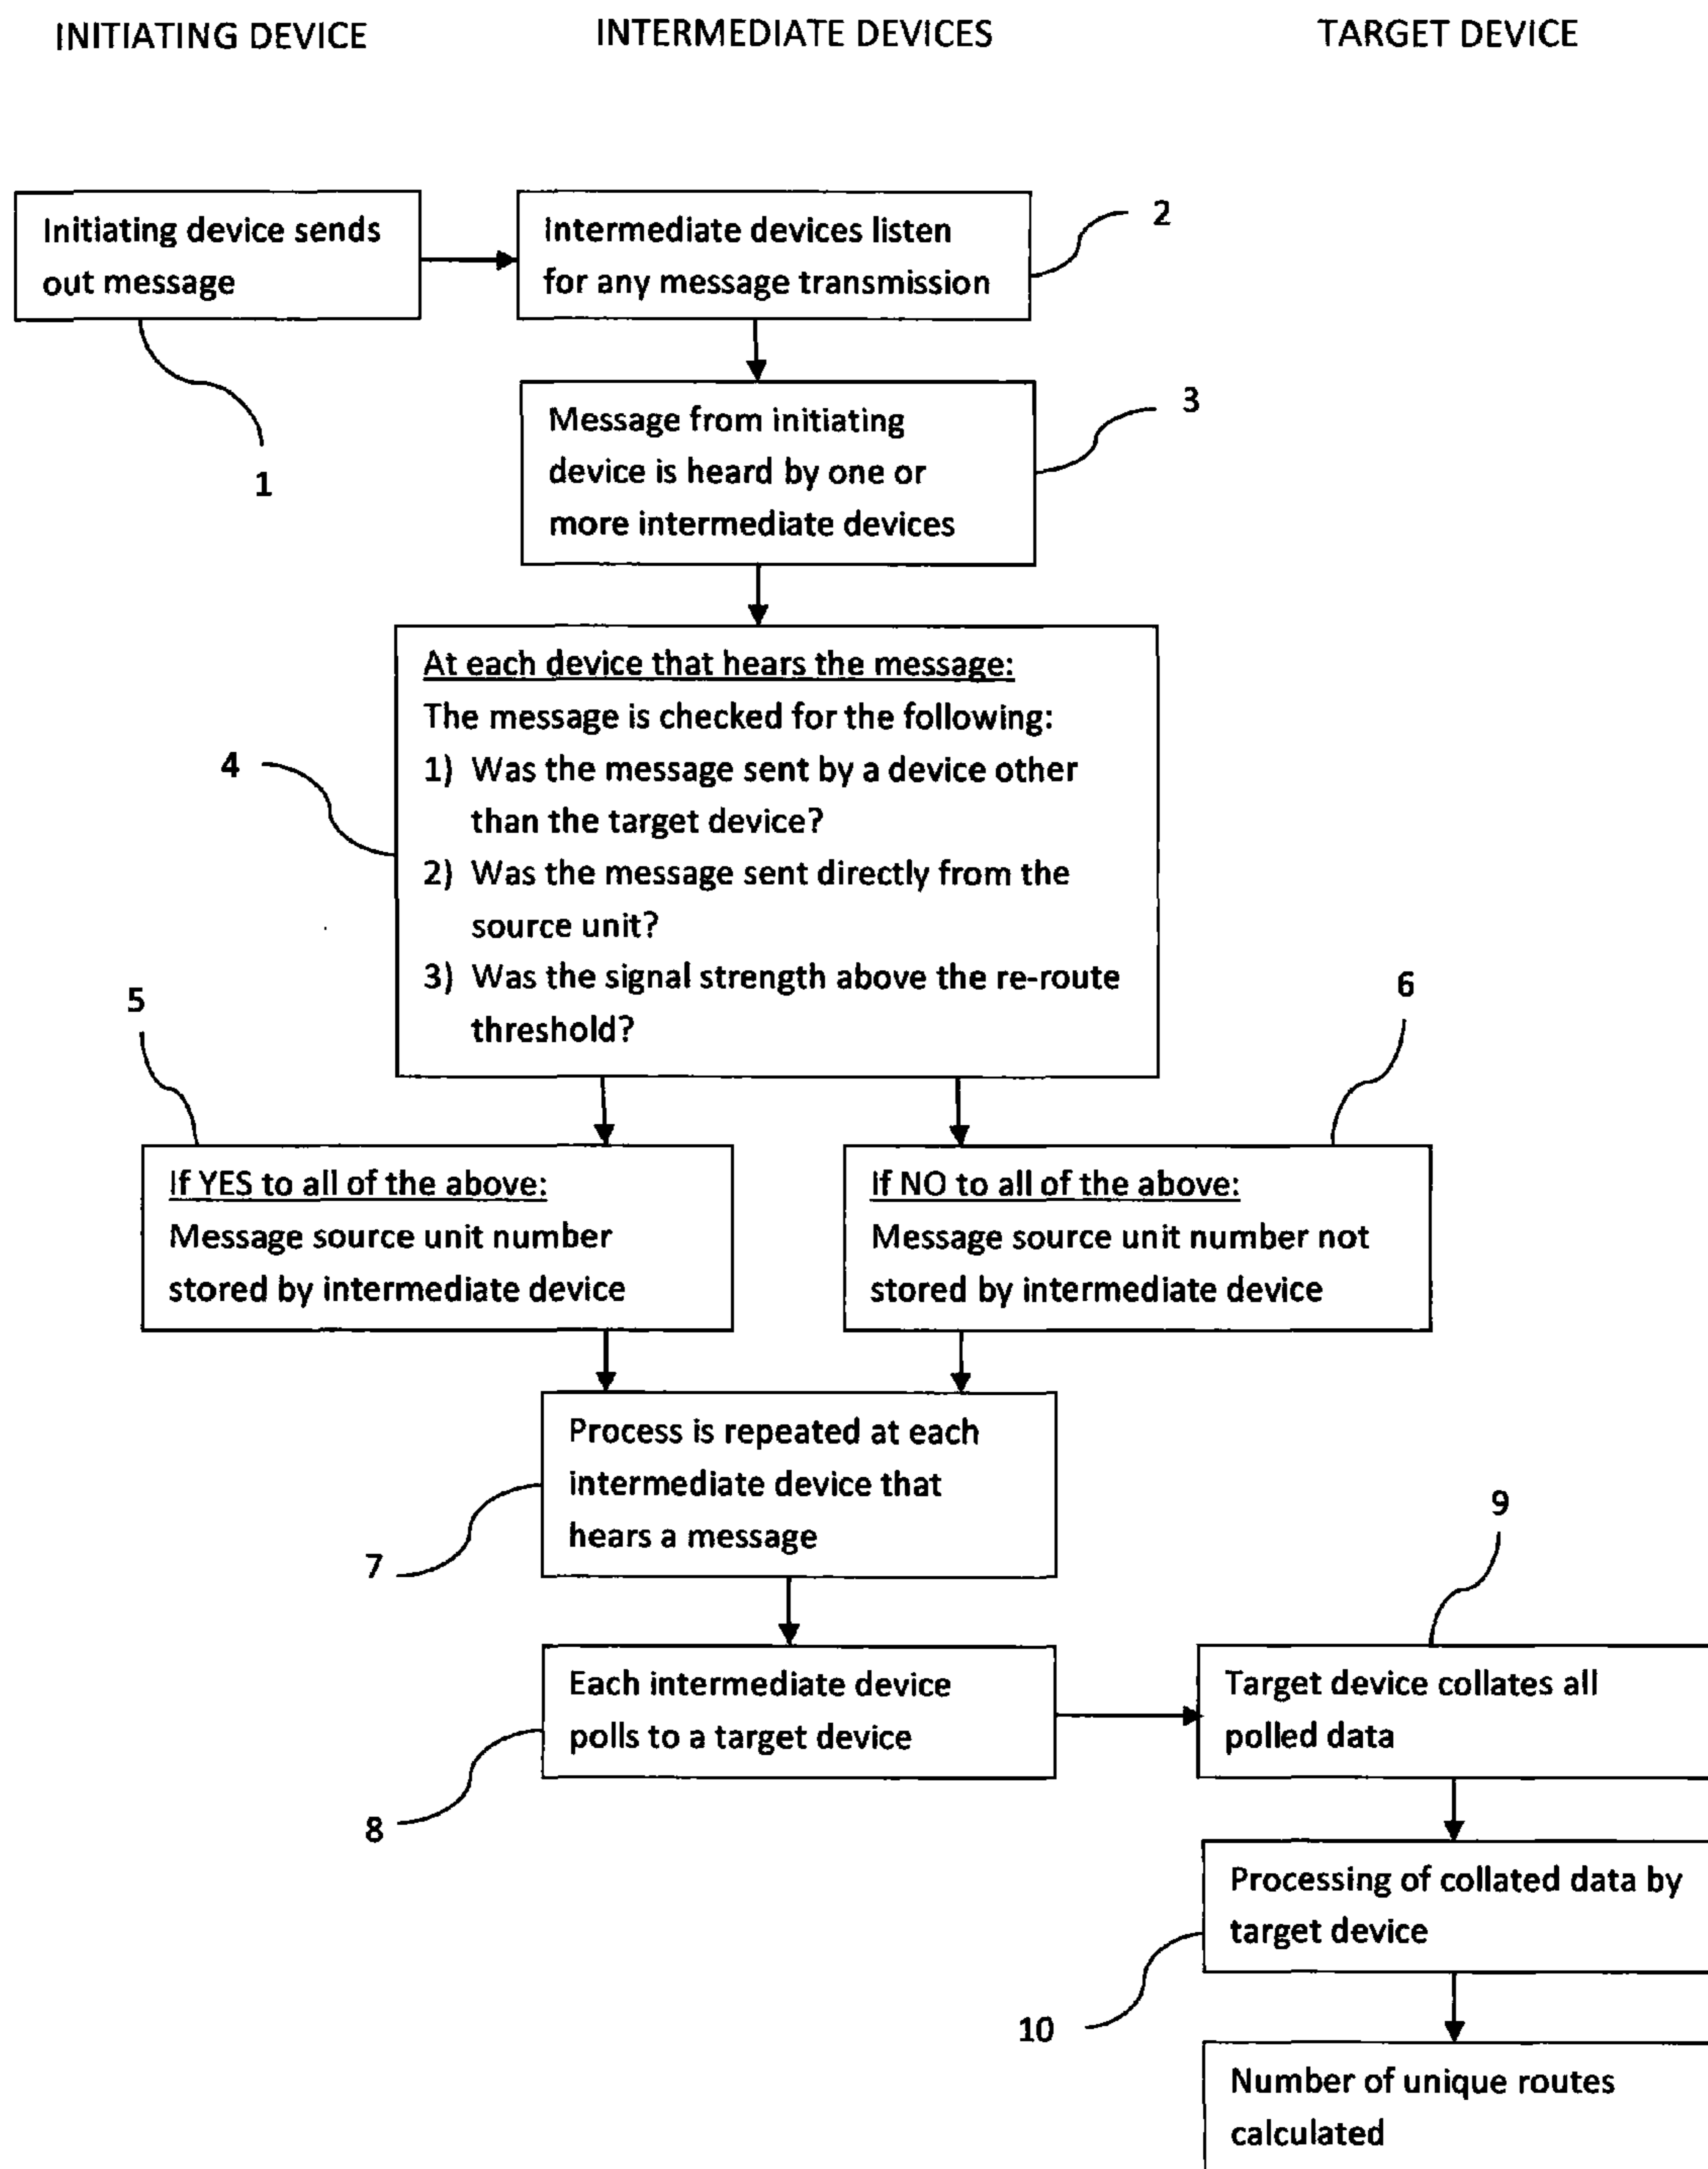 INITIATING DEVICE
INTERMEDIATE DEVICES
TARGET DEVICE
Initiating device sends
out message
1
Intermediate devices listen
for any message transmission
2
Message from initiating
device is heard by one or
more intermediate devices
3
At each device that hears the message:
The message is checked for the following:
1) Was the message sent by a device other
than the target device?
2) Was the message sent directly from the
source unit?
3) Was the signal strength above the re-route
threshold?
4
5
If YES to all of the above:
Message source unit number
stored by intermediate device
6
If NO to all of the above:
Message source unit number not
stored by intermediate device
Process is repeated at each
intermediate device that
hears a message
7
Each intermediate device
polls to a target device
8
9
Target device collates all
polled data
Processing of collated data by
target device
10
Number of unique routes
calculated